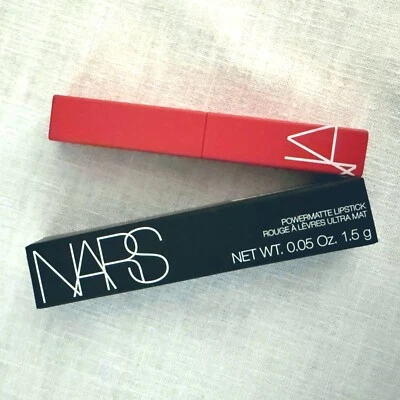 NARS
POWERMATTE LIPSTICK
ROUGE À LÈVRES ULTRA MAT
NET WT. 0.05 Oz. 1.5 g